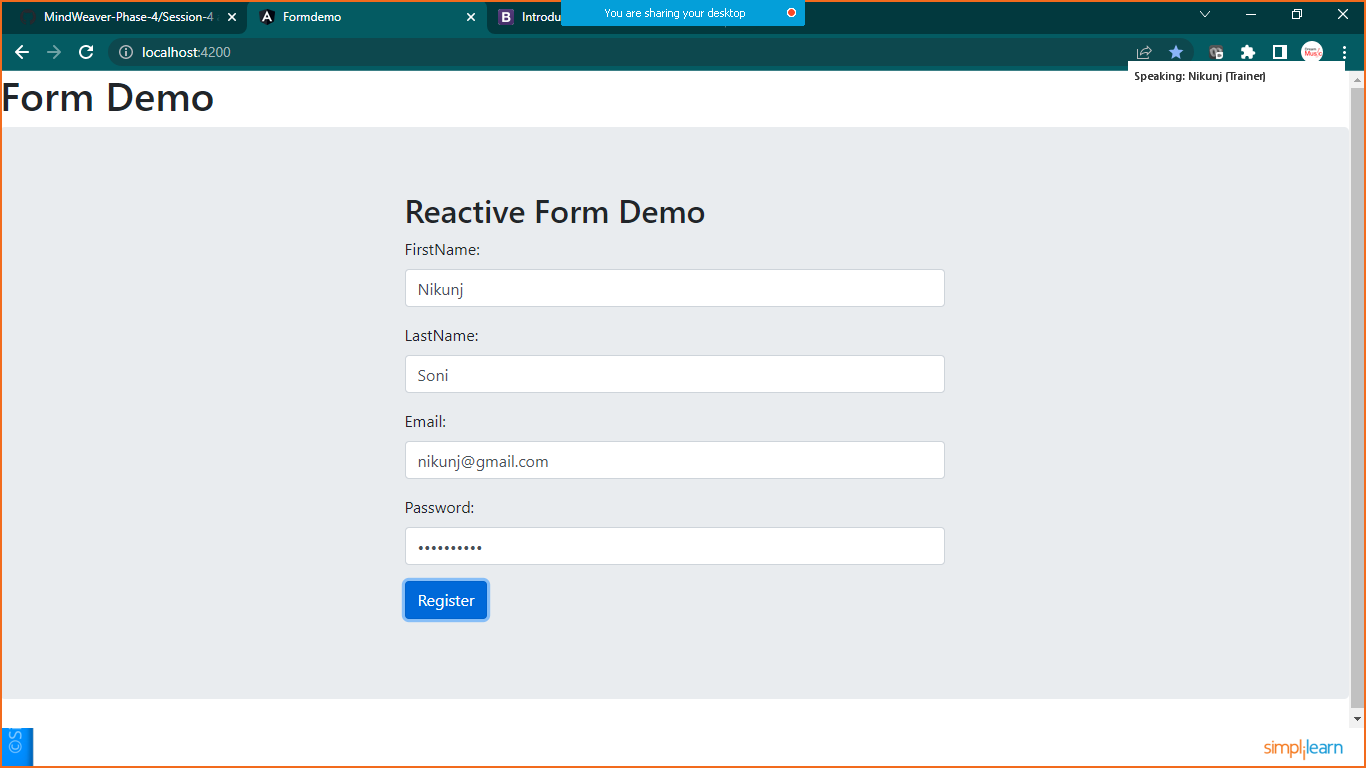 MindWeaver-Phase-4/Session-4
Formdemo
Introdu
You are sharing your desktop
localhost:4200
Speaking: Nikunj (Trainer)
Form Demo
Reactive Form Demo
FirstName:
Nikunj
LastName:
Soni
Email:
nikunj@gmail.com
Password:
••••••••••
Register
©S
simplilearn